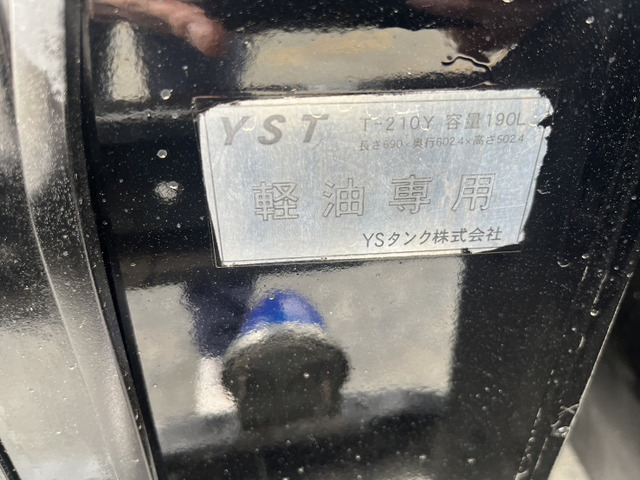 YST T-210Y 容量190L
長さ690×奥行602.4×高さ502.4
軽油専用
YSタンク株式会社